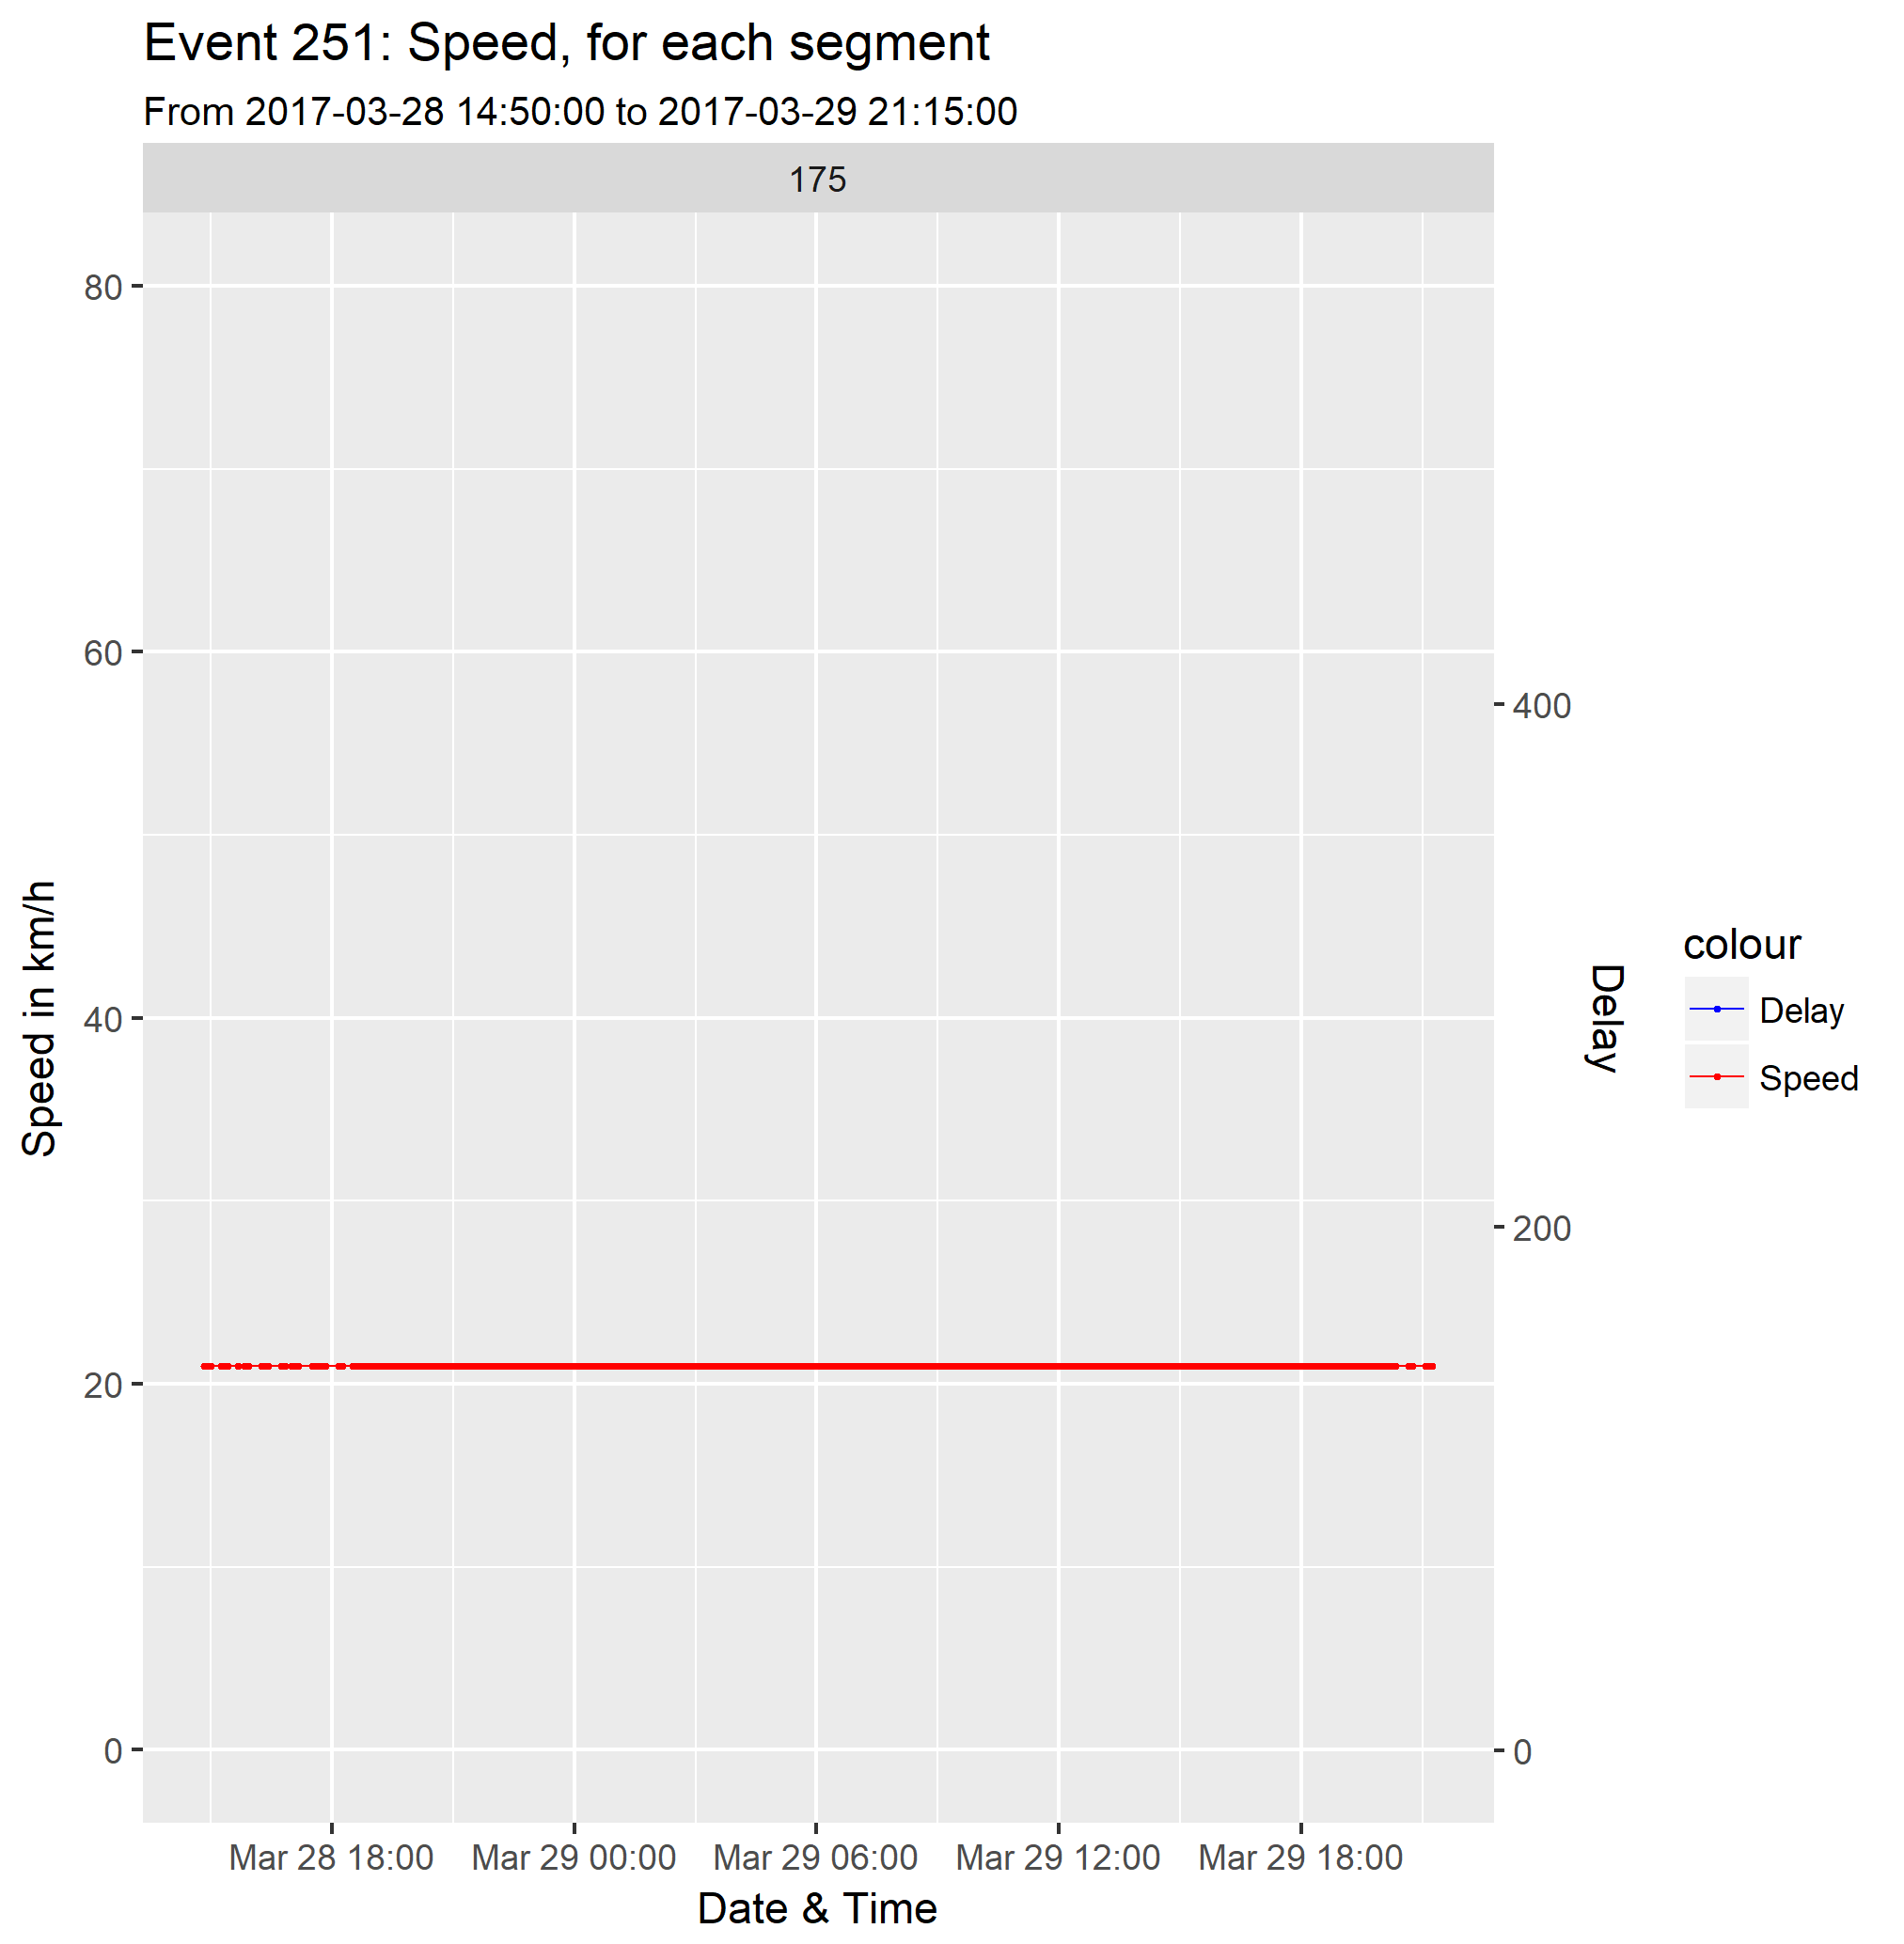 Event 251: Speed, for each segment
From 2017-03-28 14:50:00 to 2017-03-29 21:15:00
175
80
60
40
20
0
Speed in km/h
400
200
0
Delay
colour
Delay
Speed
Mar 28 18:00
Mar 29 00:00
Mar 29 06:00
Mar 29 12:00
Mar 29 18:00
Date & Time